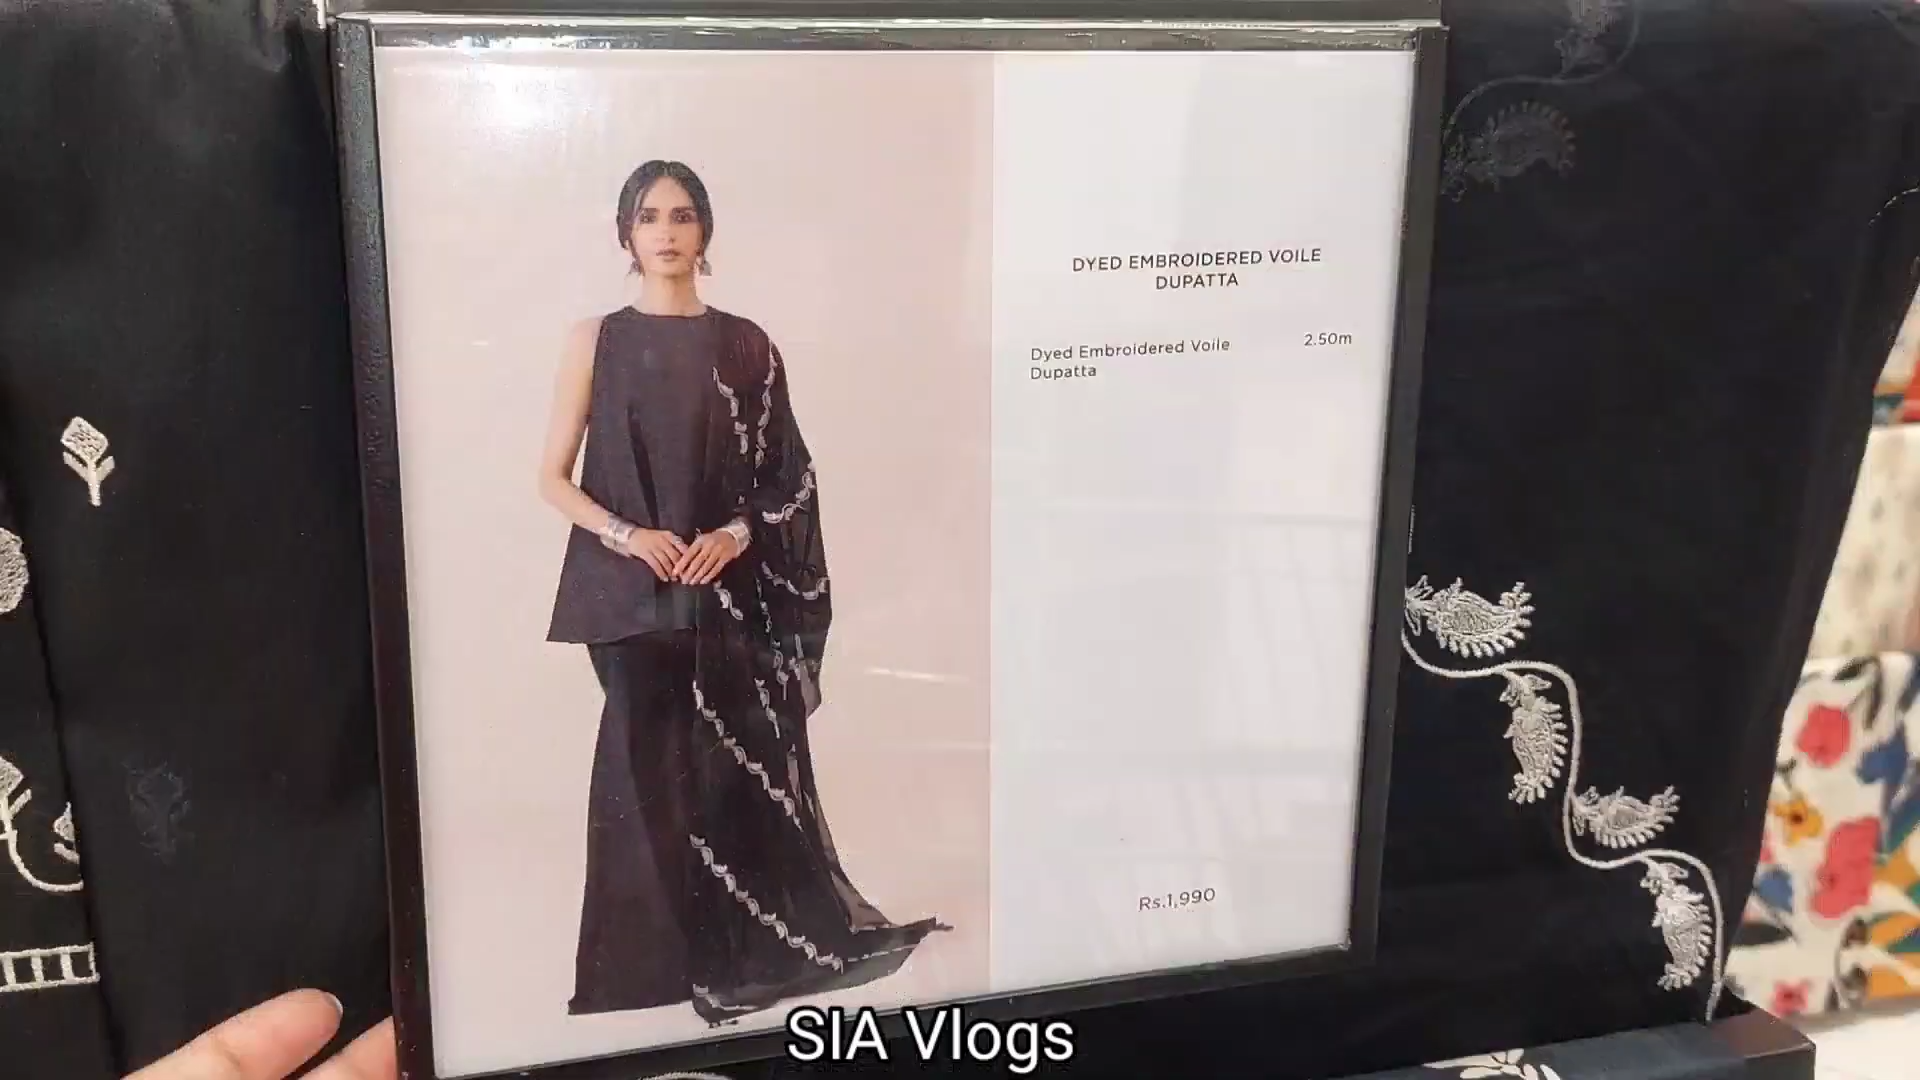 DYED EMBROIDERED VOILE
DUPATTA
Dyed Embroidered Voile 2.50m
Dupatta
Rs.1,990
SIA Vlogs